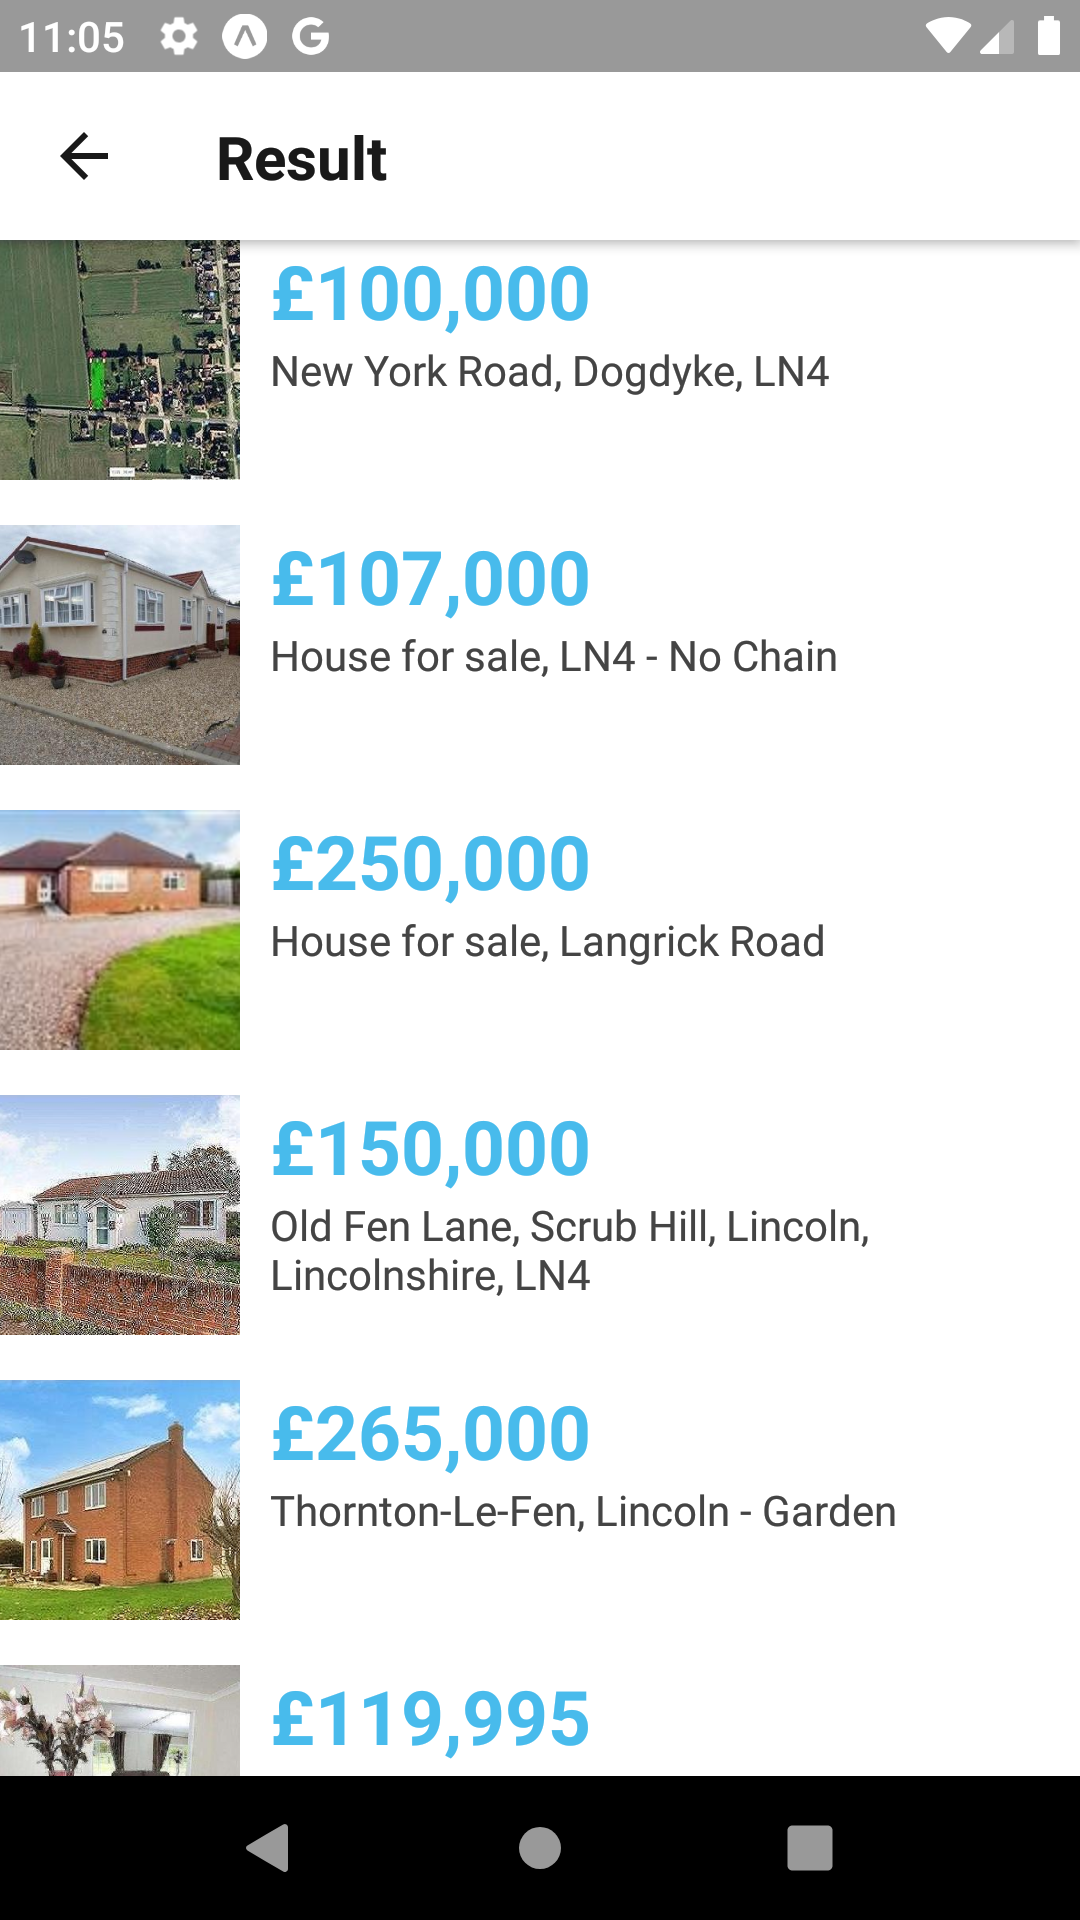 11:05
Result
£100,000
New York Road, Dogdyke, LN4
£107,000
House for sale, LN4 - No Chain
£250,000
House for sale, Langrick Road
£150,000
Old Fen Lane, Scrub Hill, Lincoln,
Lincolnshire, LN4
£265,000
Thornton-Le-Fen, Lincoln - Garden
£119,995